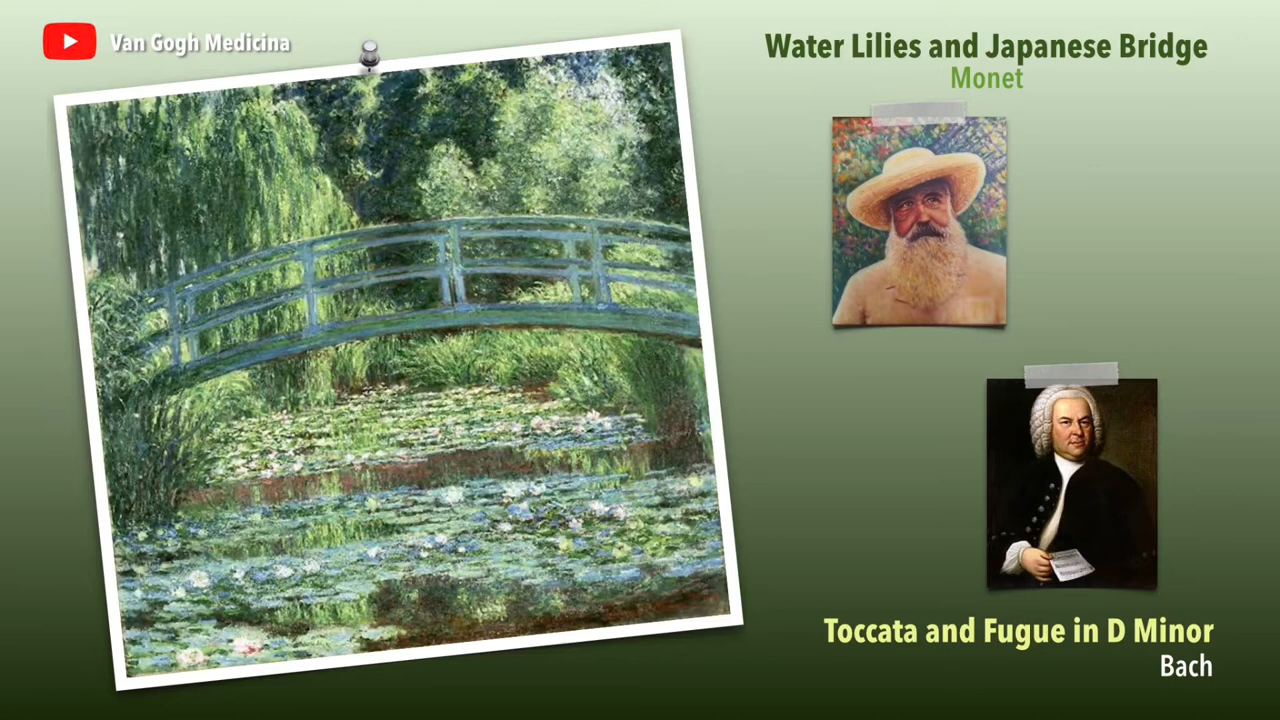 Van Gogh Medicina
Water Lilies and Japanese Bridge
Monet
Toccata and Fugue in D Minor
Bach